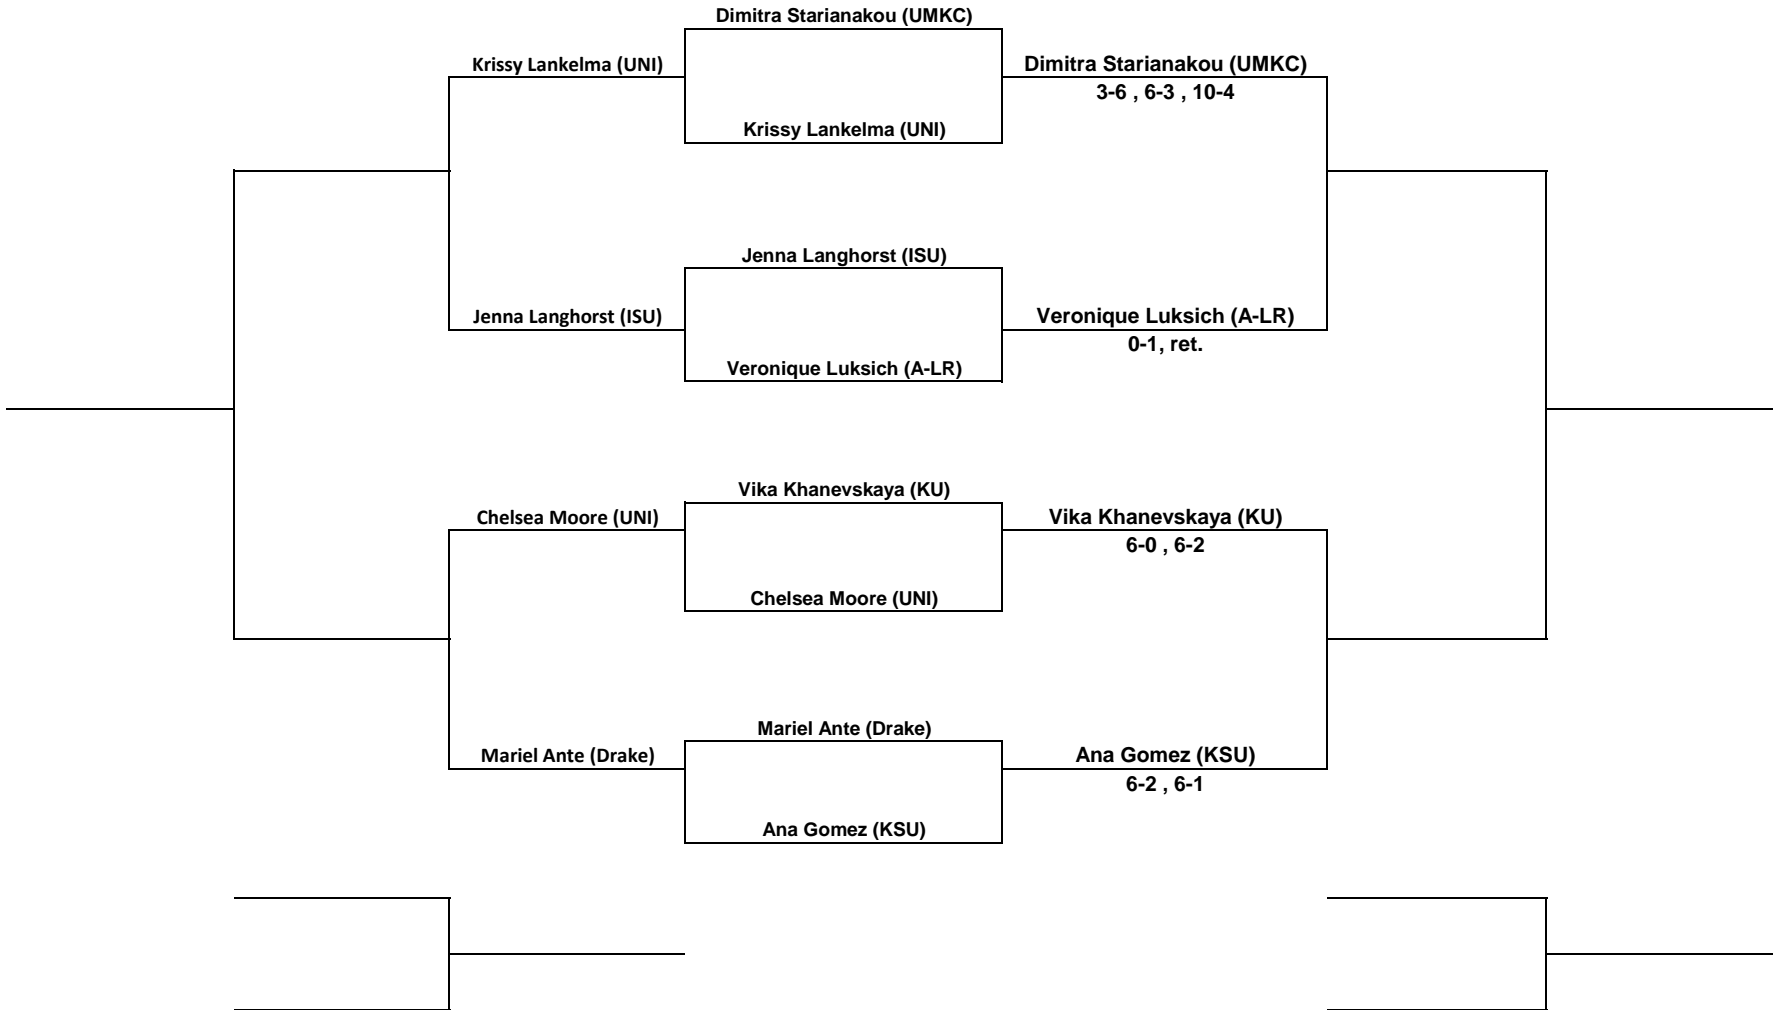 Dimitra Starianakou (UMKC)
Krissy Lankelma (UNI)
Dimitra Starianakou (UMKC)
3-6 , 6-3 , 10-4
Krissy Lankelma (UNI)
Jenna Langhorst (ISU)
Jenna Langhorst (ISU)
Veronique Luksich (A-LR)
0-1, ret.
Veronique Luksich (A-LR)
Vika Khanevskaya (KU)
Chelsea Moore (UNI)
Vika Khanevskaya (KU)
6-0 , 6-2
Chelsea Moore (UNI)
Mariel Ante (Drake)
Mariel Ante (Drake)
Ana Gomez (KSU)
6-2 , 6-1
Ana Gomez (KSU)